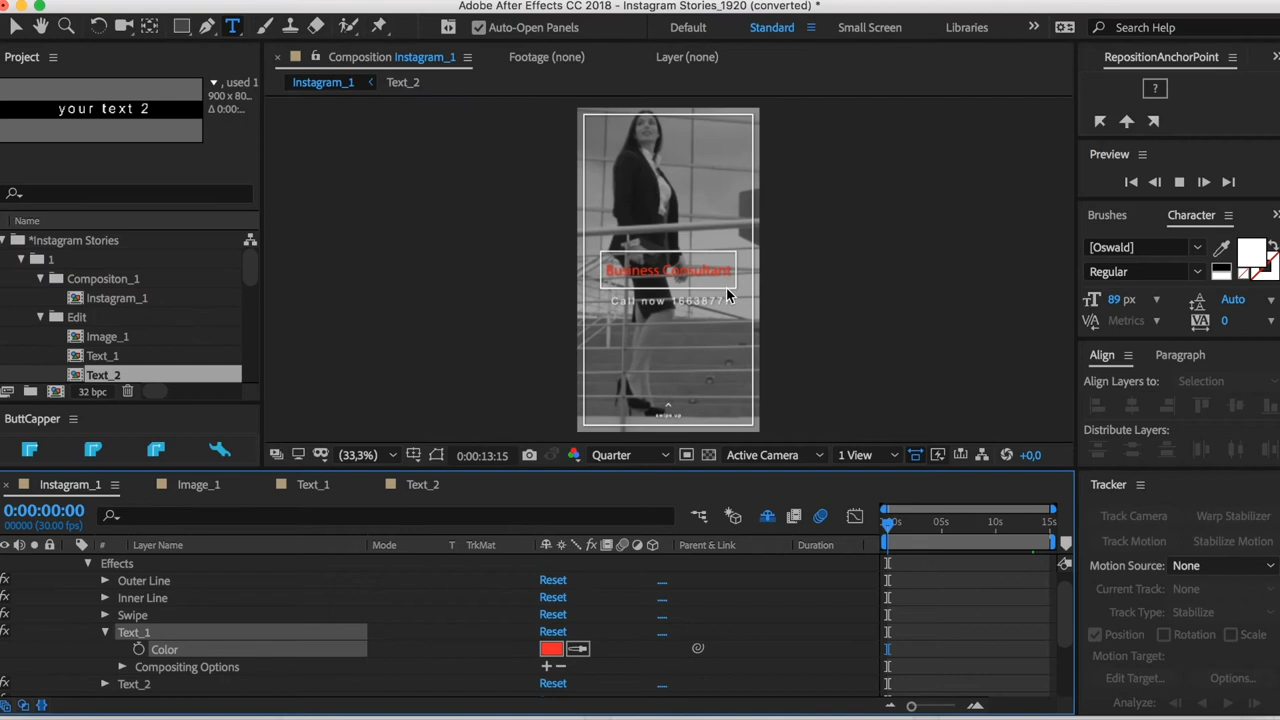 Adobe After Effects CC 2018 - Instagram Stories_1920 (converted) *
Auto-Open Panels
Default
Standard
Small Screen
Libraries
Search Help
Project
Composition Instagram_1
Footage (none)
Layer (none)
RepositionAnchorPoint
Instagram_1
Text_2
your text 2
, used 1
900 x 80...
Δ 0:00:...
?
Preview
Name
Brushes
Character
*Instagram Stories
1
[Oswald]
Compositon_1
Regular
Instagram_1
89 px
Auto
Edit
Metrics
0
Image_1
Text_1
Text_2
Business Consultant
Call now 1663877
swipe up
Align
Paragraph
Align Layers to:
Selection
32 bpc
Distribute Layers:
ButtCapper
(33,3%)
0:00:13:15
Quarter
Active Camera
1 View
+0,0
Instagram_1
Image_1
Text_1
Text_2
Tracker
0:00:00:00
00000 (30.00 fps)
05s
10s
15s
Track Camera
Warp Stabilizer
Track Motion
Stabilize Motion
#
Layer Name
Mode
T
TrkMat
Parent & Link
Duration
Motion Source:
None
Effects
Current Track:
None
Outer Line
Reset
....
Track Type:
Stabilize
Inner Line
Reset
....
Swipe
Reset
....
Position
Rotation
Scale
Text_1
Reset
....
Motion Target:
Color
Compositing Options
Edit Target...
Options...
Text_2
Reset
....
Analyze: